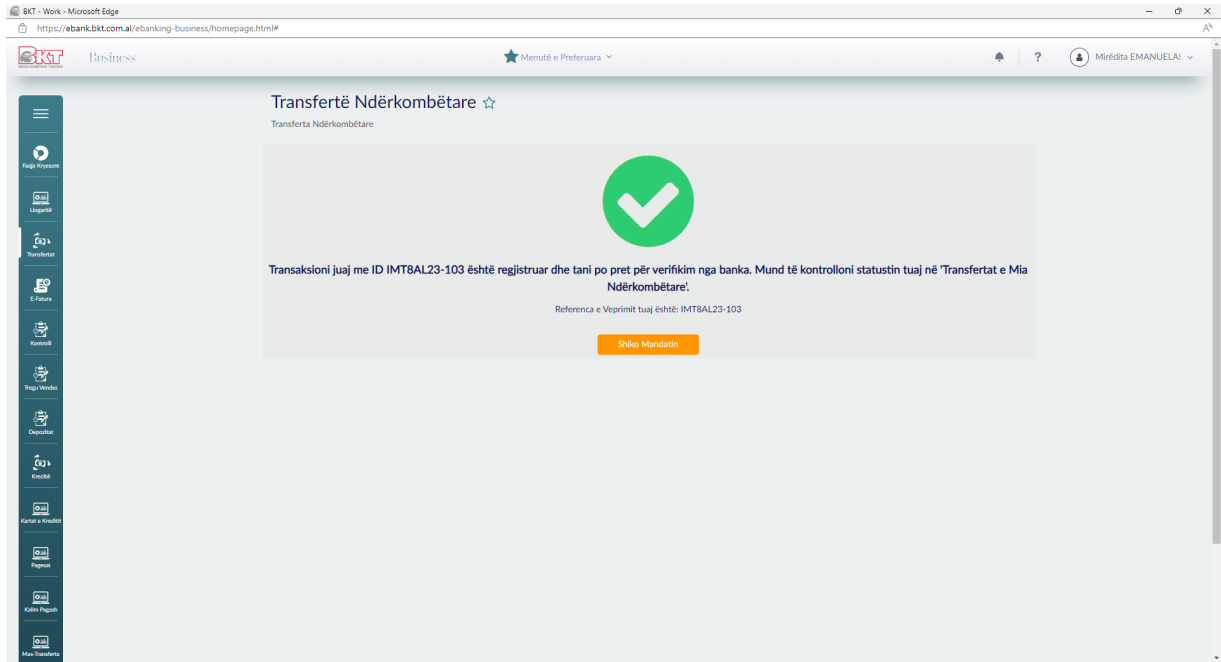 BKT - Work - Microsoft Edge
https://ebank.bkt.com.al/ebanking-business/homepage.html#
BKT Business
Menutë e Preferuara
? Mirëdita EMANUELA!
Transfertë Ndërkombëtare
Transferta Ndërkombëtare
Faqja Kryesore
Llogaritë
Transfertat
E-Fatura
Kontrolli
Tregu Vendas
Depozitat
Kreditë
Kartat e Kreditit
Pagesat
Kalim Pagash
Mas-Transferta
Transaksioni juaj me ID IMT8AL23-103 është regjistruar dhe tani po pret për verifikim nga banka. Mund të kontrolloni statustin tuaj në 'Transfertat e Mia
Ndërkombëtare'.
Referenca e Veprimit tuaj është: IMT8AL23-103
Shiko Mandatin